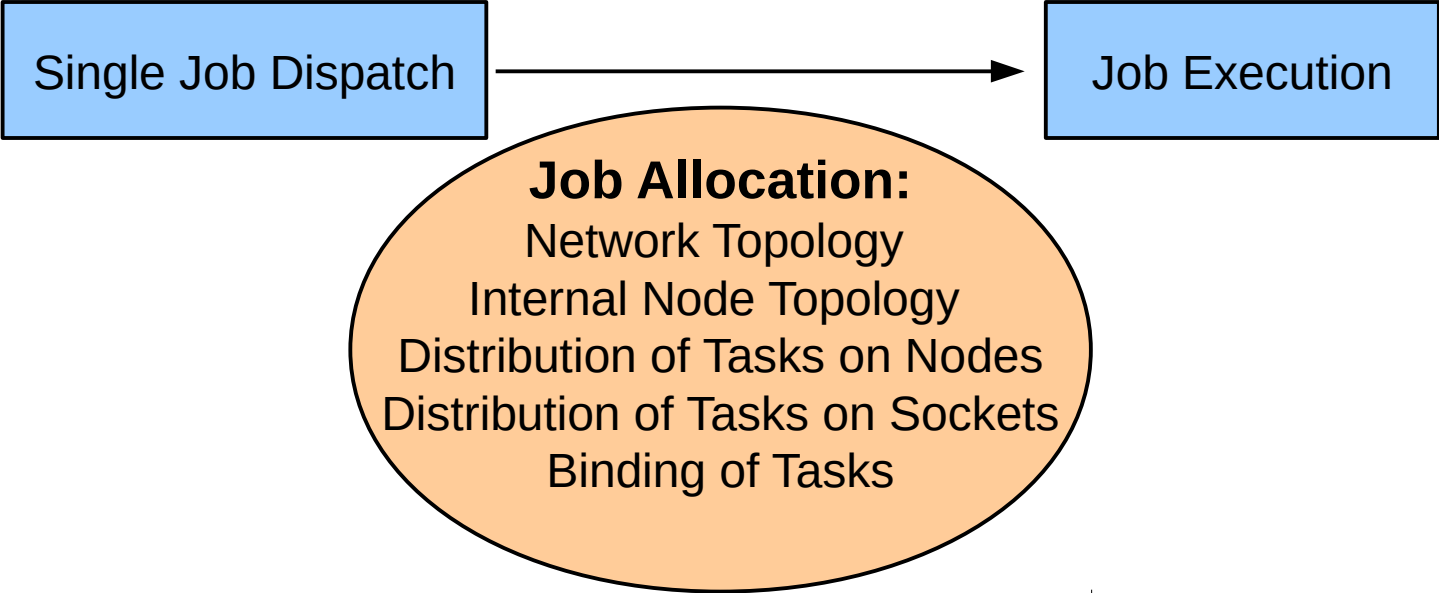 Single Job Dispatch
Job Execution
Job Allocation:
Network Topology
Internal Node Topology
Distribution of Tasks on Nodes
Distribution of Tasks on Sockets
Binding of Tasks